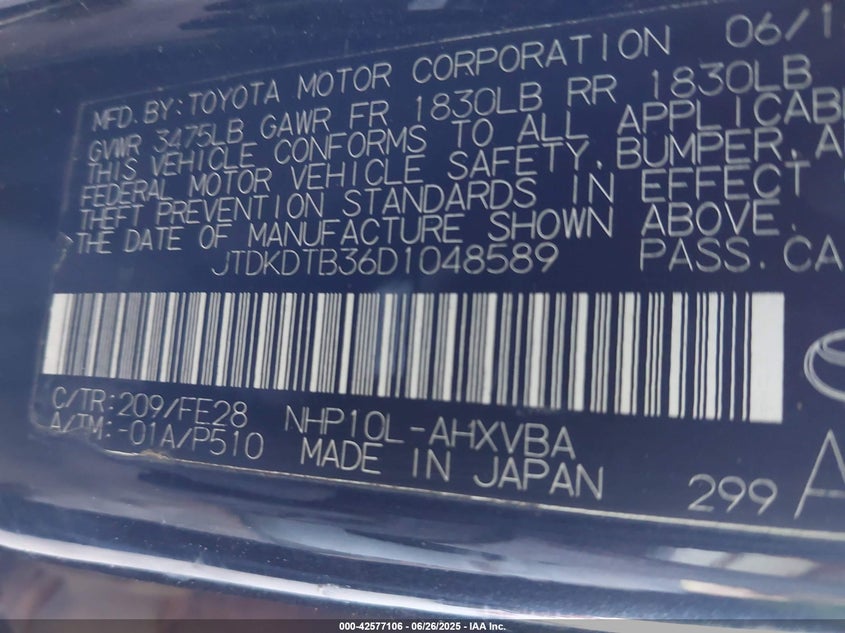 MFD. BY: TOYOTA MOTOR CORPORATION 06/1
GVWR 3475LB GAWR FR 1830LB RR 1830LB
THIS VEHICLE CONFORMS TO ALL APPLICABL
FEDERAL MOTOR VEHICLE SAFETY, BUMPER, A
THEFT PREVENTION STANDARDS IN EFFECT
THE DATE OF MANUFACTURE SHOWN ABOVE.
JTDKDTB36D1048589 PASS. CA
C/TR: 209/FE28 NHP10L-AHXVBA
A/TM: -01A/P510 MADE IN JAPAN
299 A
000-42577106 - 06/26/2025 - IAA Inc.